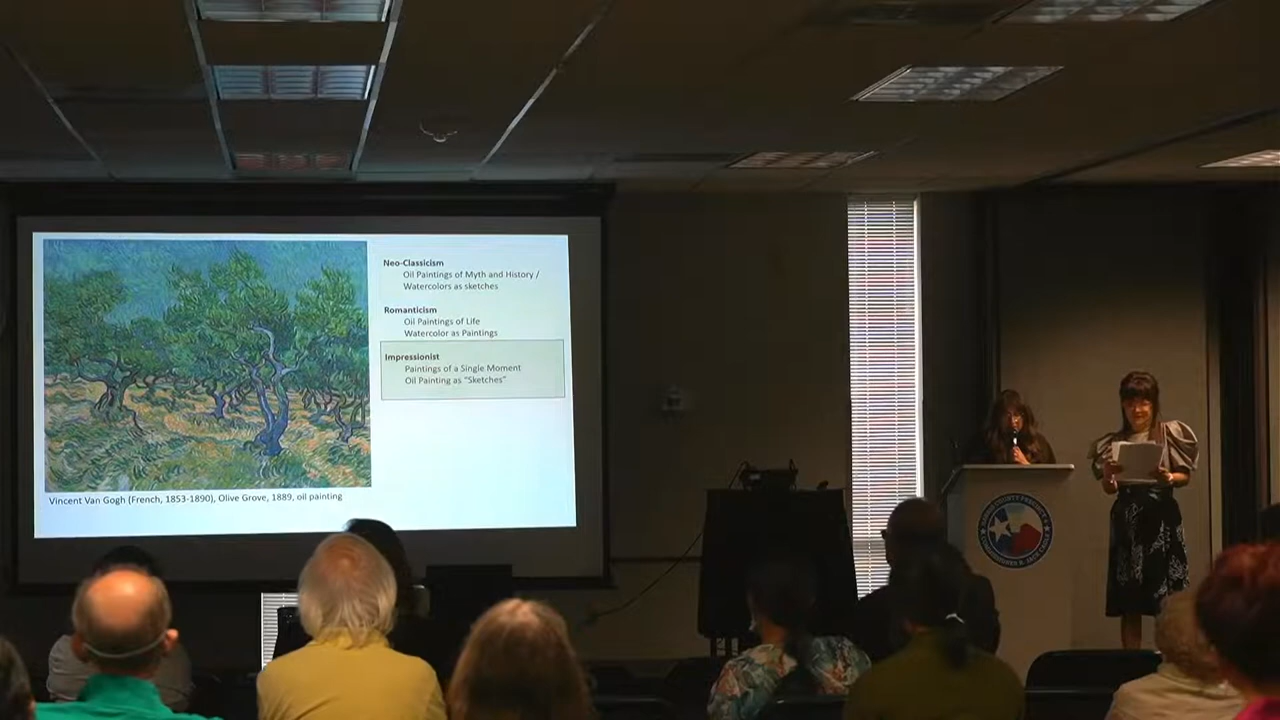 Neo-Classicism
Oil Paintings of Myth and History /
Watercolors as sketches
Romanticism
Oil Paintings of Life
Watercolor as Paintings
Impressionist
Paintings of a Single Moment
Oil Painting as "Sketches"
Vincent Van Gogh (French, 1853-1890), Olive Grove, 1889, oil painting